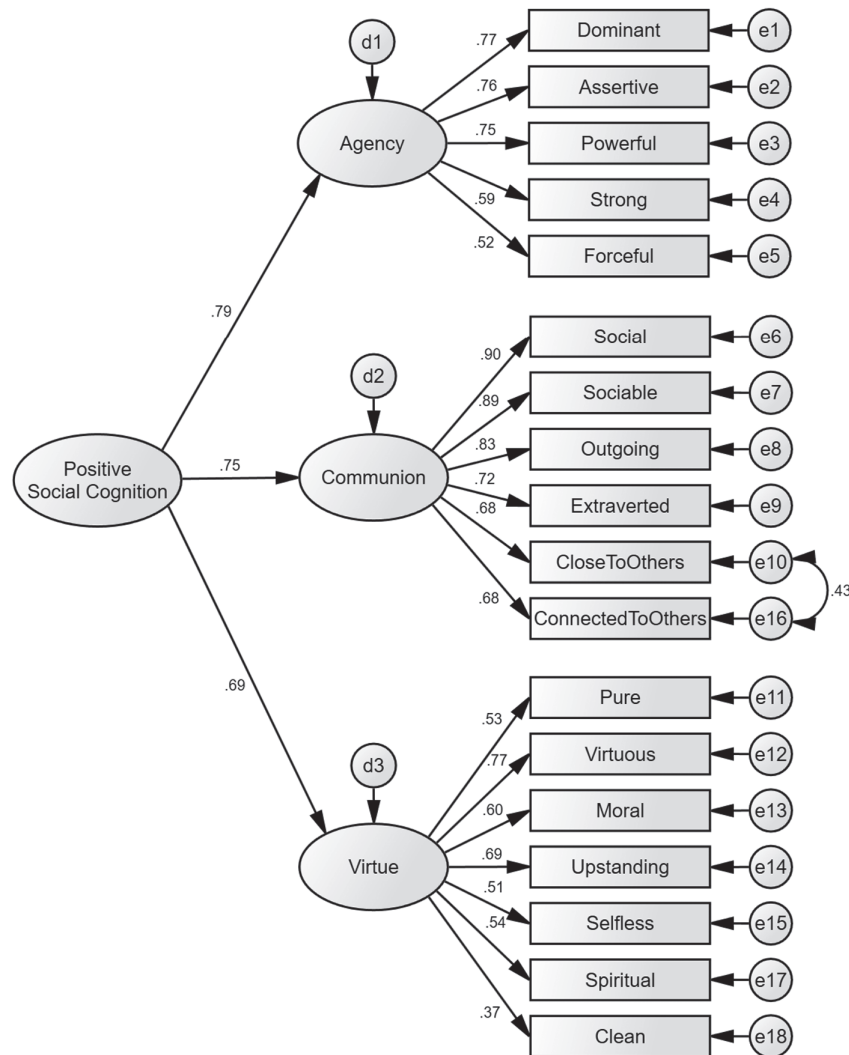 d1
Agency
.77
Dominant
e1
.76
Assertive
e2
.75
Powerful
e3
.59
Strong
e4
.52
Forceful
e5
.79
d2
Communion
.90
Social
e6
.89
Sociable
e7
.83
Outgoing
e8
.72
Extraverted
e9
.68
CloseToOthers
e10
.43
.68
ConnectedToOthers
e16
Positive
Social Cognition
.75
.69
d3
Virtue
.53
Pure
e11
.77
Virtuous
e12
.60
Moral
e13
.69
Upstanding
e14
.51
Selfless
e15
.54
Spiritual
e17
.37
Clean
e18